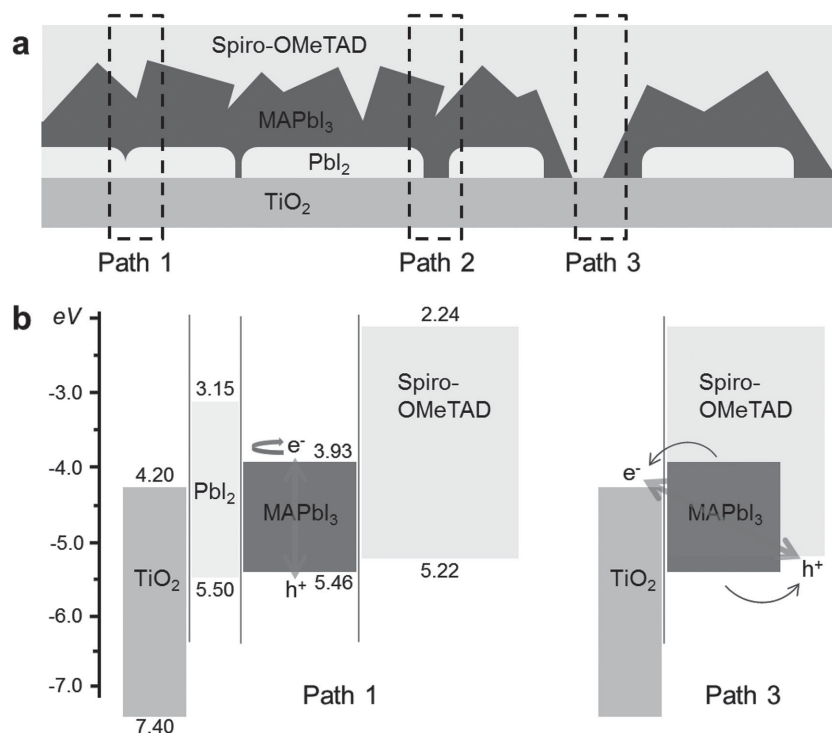 a
Spiro-OMeTAD
MAPbI₃
PbI₂
TiO₂
Path 1
Path 2
Path 3
b
eV
-3.0
-4.0
-5.0
-6.0
-7.0
4.20
TiO₂
7.40
3.15
PbI₂
5.50
e⁻
3.93
MAPbI₃
h⁺
5.46
2.24
Spiro-
OMeTAD
5.22
Path 1
Spiro-
OMeTAD
e⁻
MAPbI₃
TiO₂
h⁺
Path 3